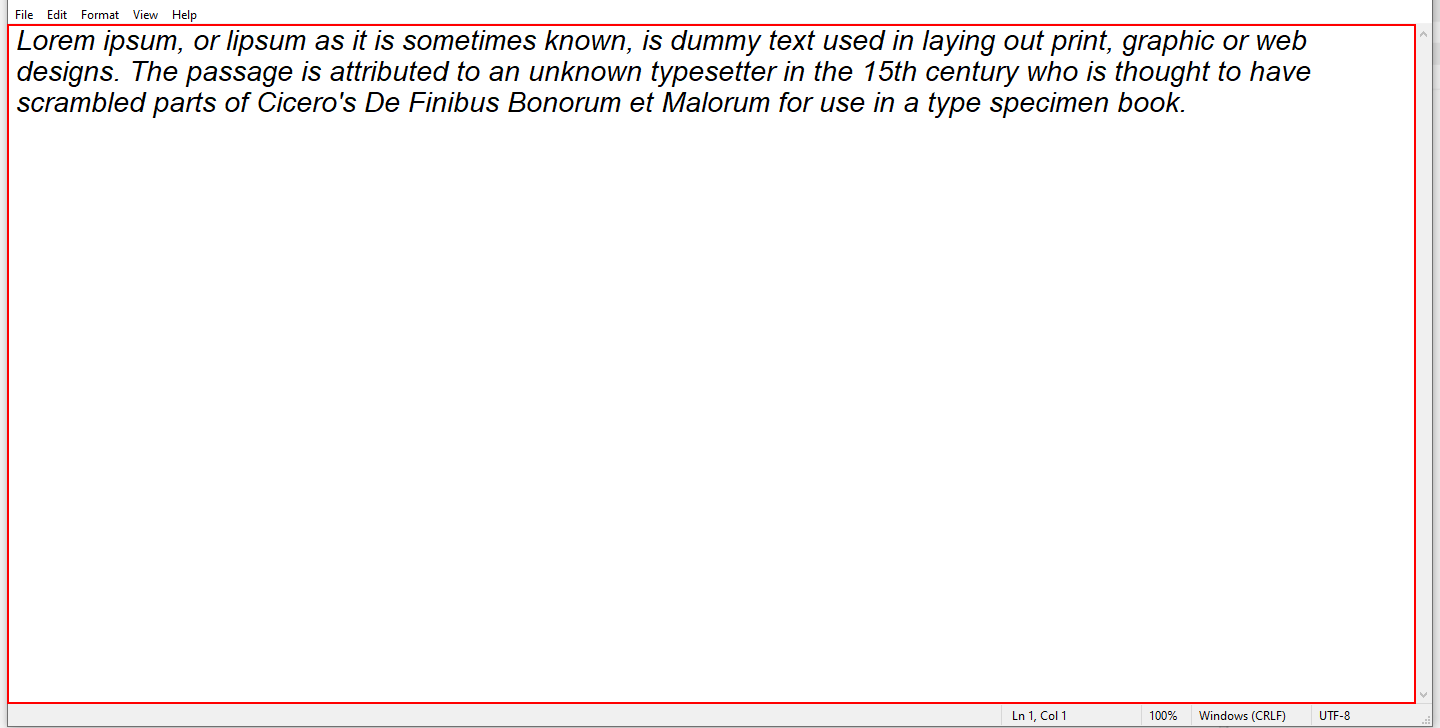 File Edit Format View Help
Lorem ipsum, or lipsum as it is sometimes known, is dummy text used in laying out print, graphic or web
designs. The passage is attributed to an unknown typesetter in the 15th century who is thought to have
scrambled parts of Cicero's De Finibus Bonorum et Malorum for use in a type specimen book.
Ln 1, Col 1 100% Windows (CRLF) UTF-8